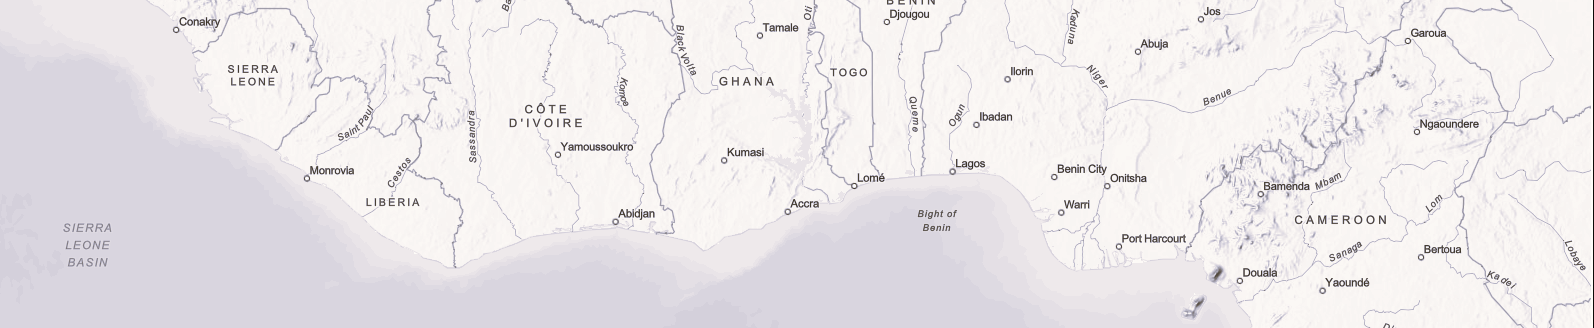 BENIN
Conakry
Tamale
Djougou
Jos
Kaduna
Garoua
Black Volta
Abuja
SIERRA
LEONE
GHANA
TOGO
Ilorin
Niger
Komoe
Benue
CÔTE
D'IVOIRE
Saint Paul
Sassandra
Queme
Ogun
Ibadan
Ngaoundere
Yamoussoukro
Kumasi
Monrovia
Cestos
Lomé
Lagos
Benin City
Onitsha
Bamenda
Mbam
LIBERIA
Abidjan
Accra
Bight of
Benin
Warri
CAMEROON
Lom
SIERRA
LEONE
BASIN
Port Harcourt
Sanaga
Bertoua
Lobaye
Douala
Yaoundé
Kadei